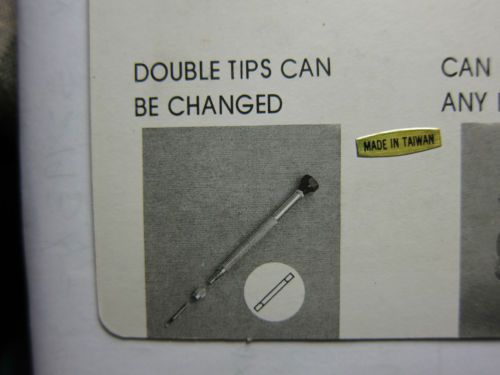 DOUBLE TIPS CAN
BE CHANGED
CAN
ANY
MADE IN TAIWAN